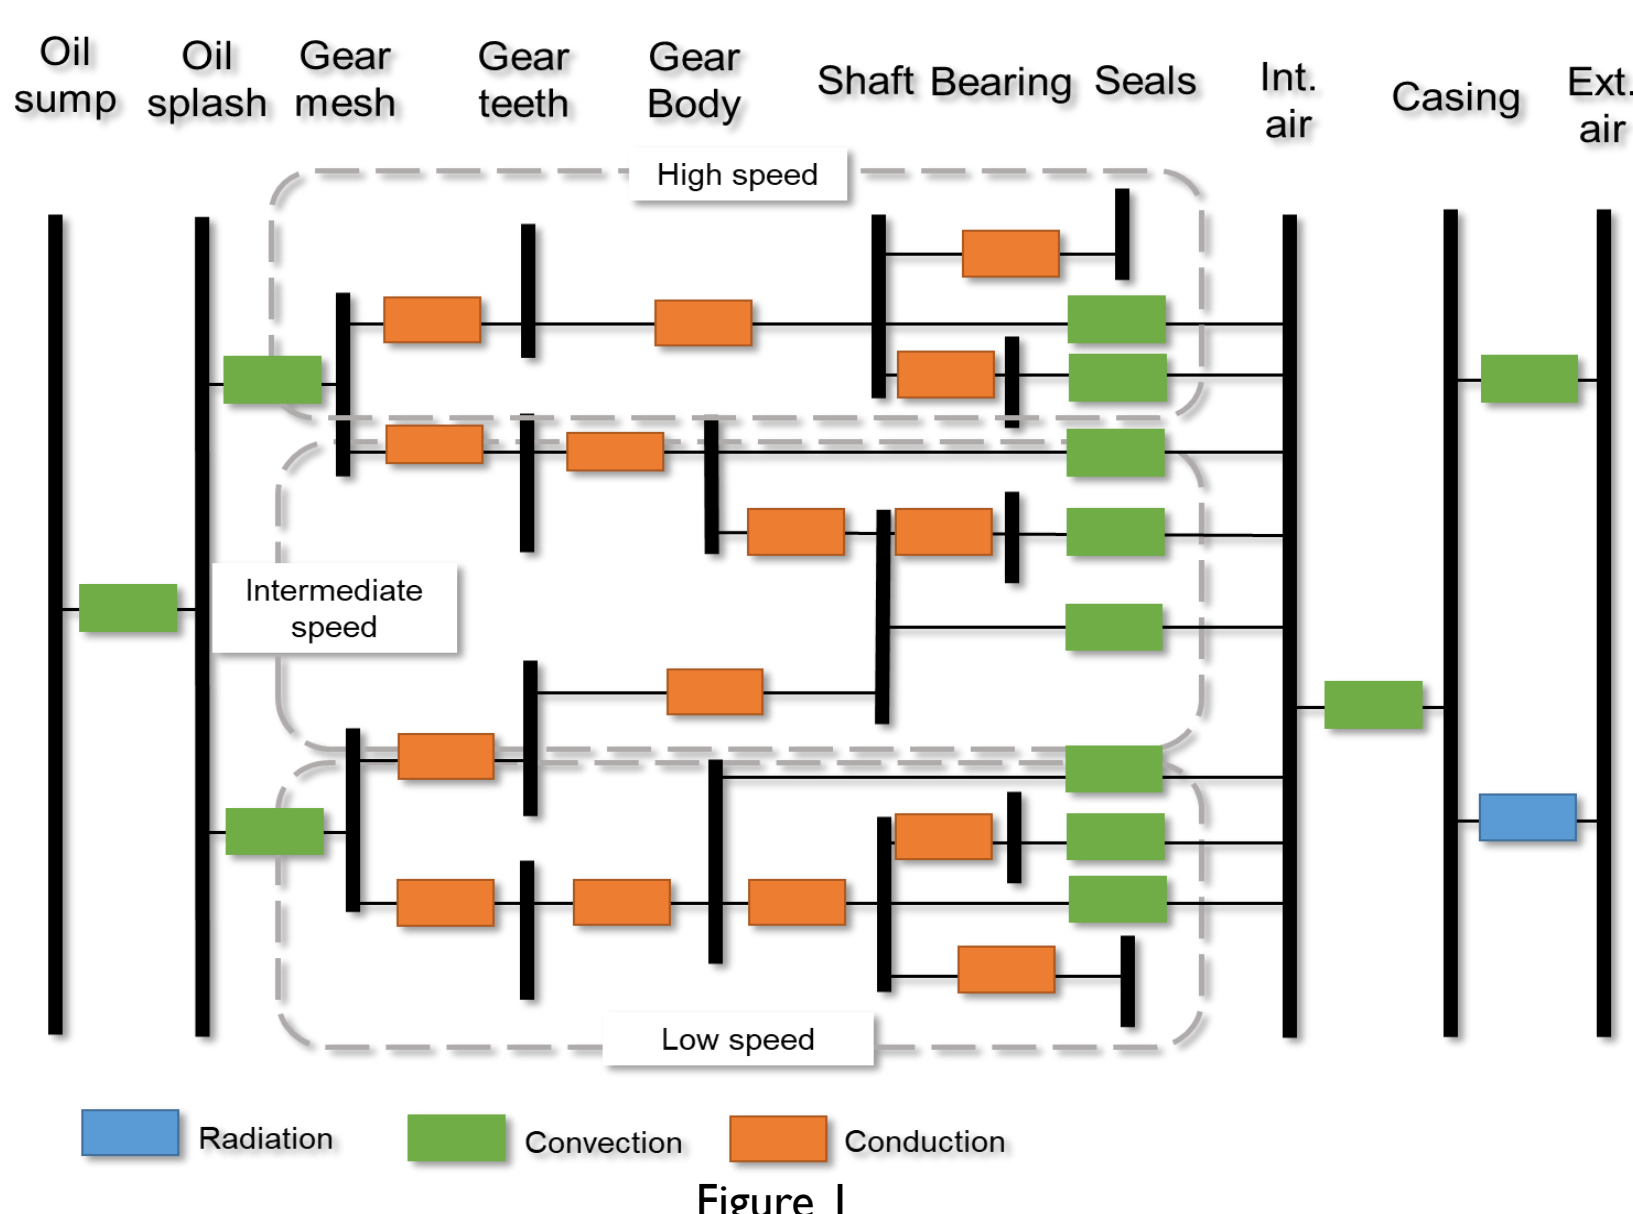 Oil
sump
Oil
splash
Gear
mesh
Gear
teeth
Gear
Body
Shaft
Bearing
Seals
Int.
air
Casing
Ext.
air
High speed
Intermediate
speed
Low speed
Radiation
Convection
Conduction
Figure 1